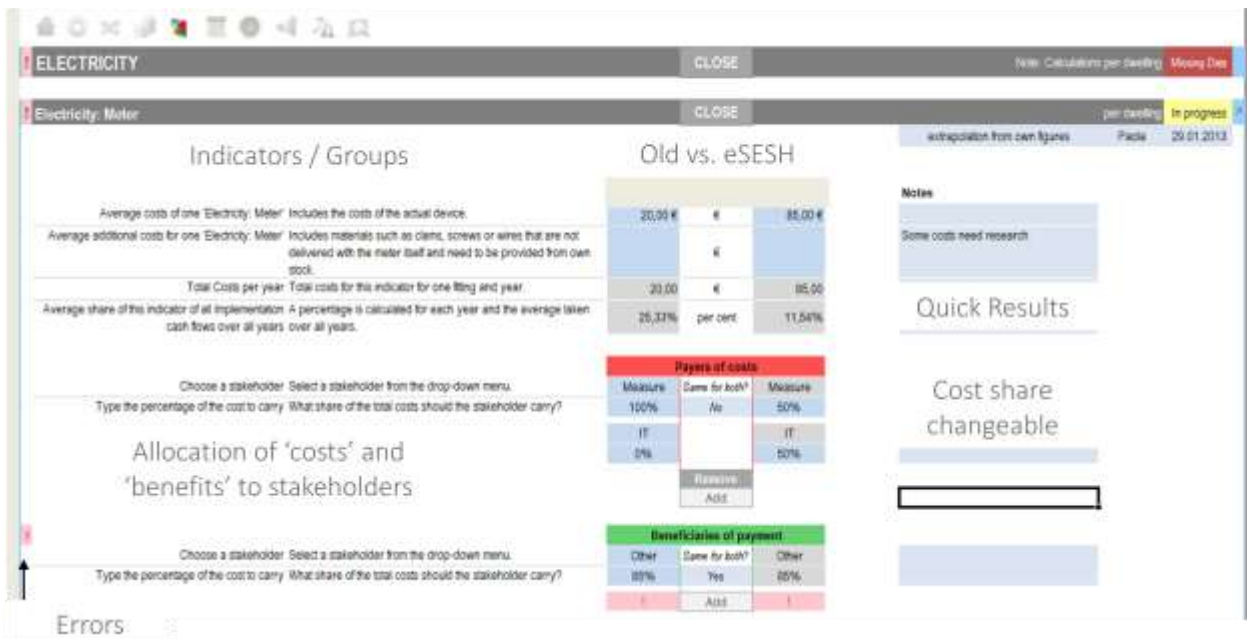 ! ELECTRICITY CLOSE Note: Calculations per dwelling Missing Data
! Electricity: Meter CLOSE per dwelling In progress
extrapolation from own figures Paola 29.01.2013
Indicators / Groups Old vs. eSESH
Notes
Average costs of one 'Electricity: Meter' Includes the costs of the actual device. 20,00 € € 85,00 €
Average additional costs for one 'Electricity: Meter' Includes materials such as clams, screws or wires that are not Some costs need research
delivered with the meter itself and need to be provided from own €
stock.
Total Costs per year Total costs for this indicator for one fitting and year. 20,00 € 85,00
Average share of this indicator of all Implementation A percentage is calculated for each year and the average taken 25,33% per cent 11,54%
cash flows over all years over all years.
Quick Results
Payers of costs
Choose a stakeholder Select a stakeholder from the drop-down menu. Measure Same for both? Measure
Type the percentage of the cost to carry What share of the total costs should the stakeholder carry? 100% No 50%
Cost share
changeable
IT IT
0% 50%
Allocation of 'costs' and
'benefits' to stakeholders
Remove
Add
Beneficiaries of payment
Choose a stakeholder Select a stakeholder from the drop-down menu. Other Same for both? Other
Type the percentage of the cost to carry What share of the total costs should the stakeholder carry? Yes
! Add !
Errors